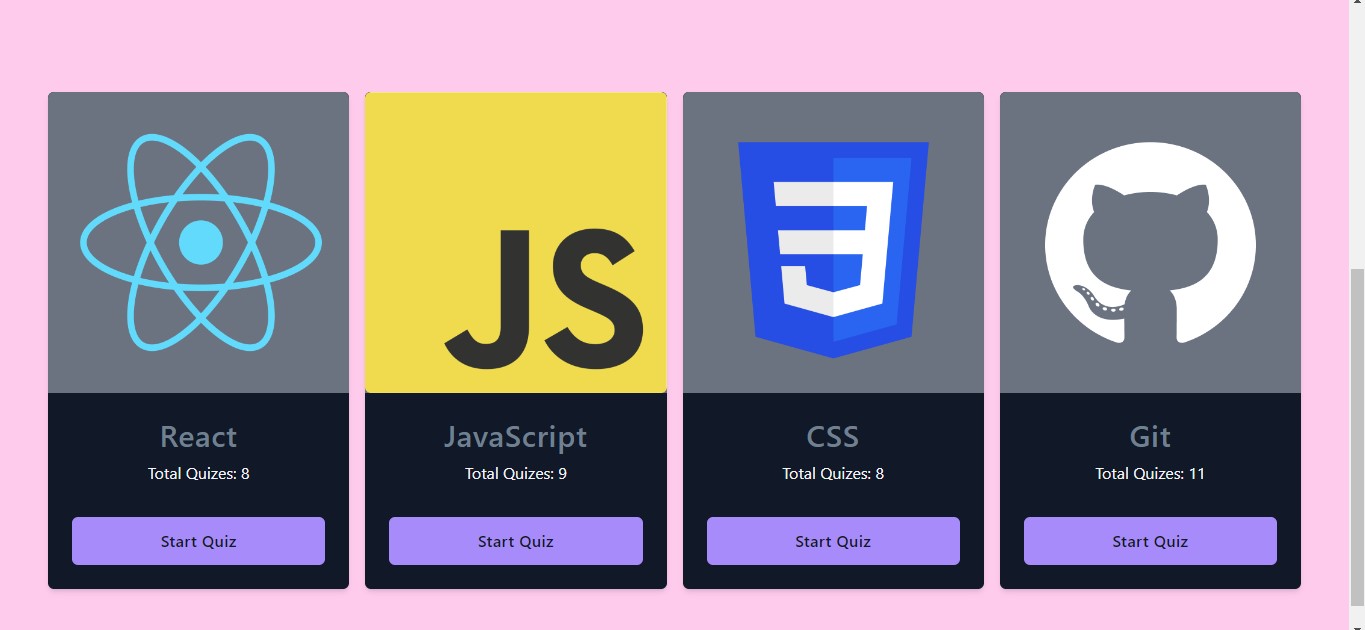 JS
React
Total Quizes: 8
Start Quiz
JavaScript
Total Quizes: 9
Start Quiz
CSS
Total Quizes: 8
Start Quiz
Git
Total Quizes: 11
Start Quiz